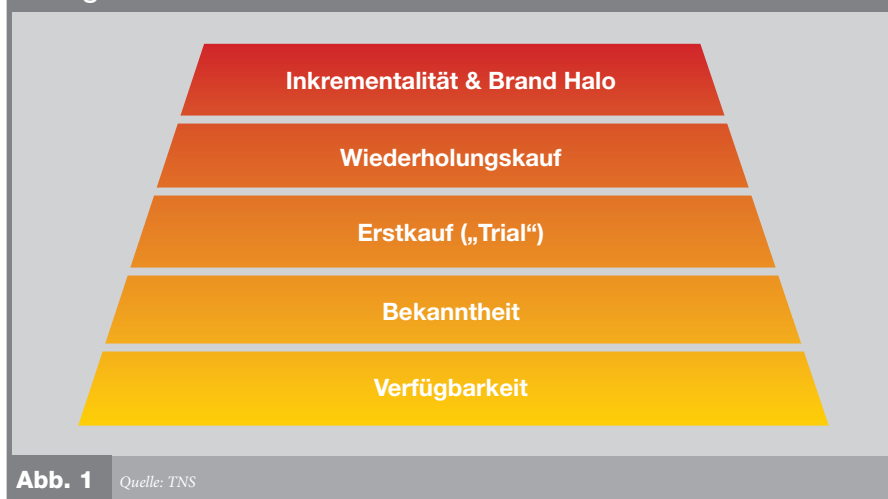 Inkrementalität & Brand Halo
Wiederholungskauf
Erstkauf („Trial“)
Bekanntheit
Verfügbarkeit
Abb. 1 Quelle: TNS